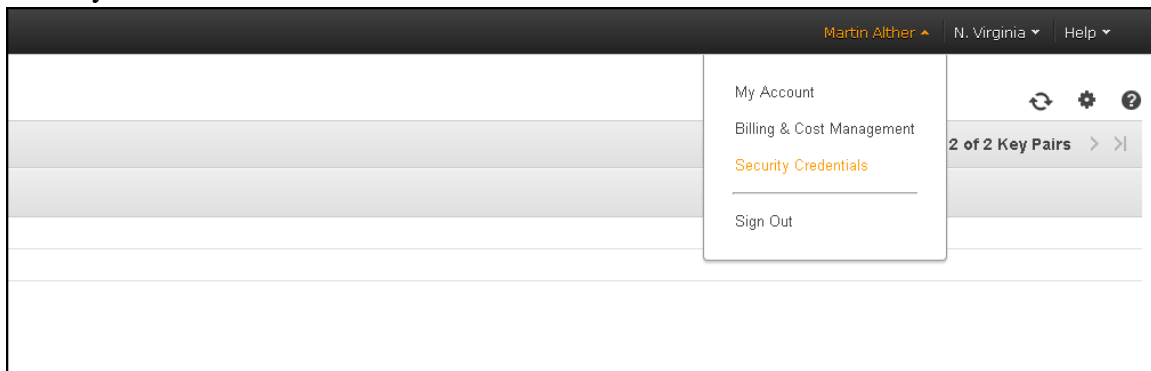 Martin Alther N. Virginia Help
My Account
Billing & Cost Management
2 of 2 Key Pairs
Security Credentials
Sign Out